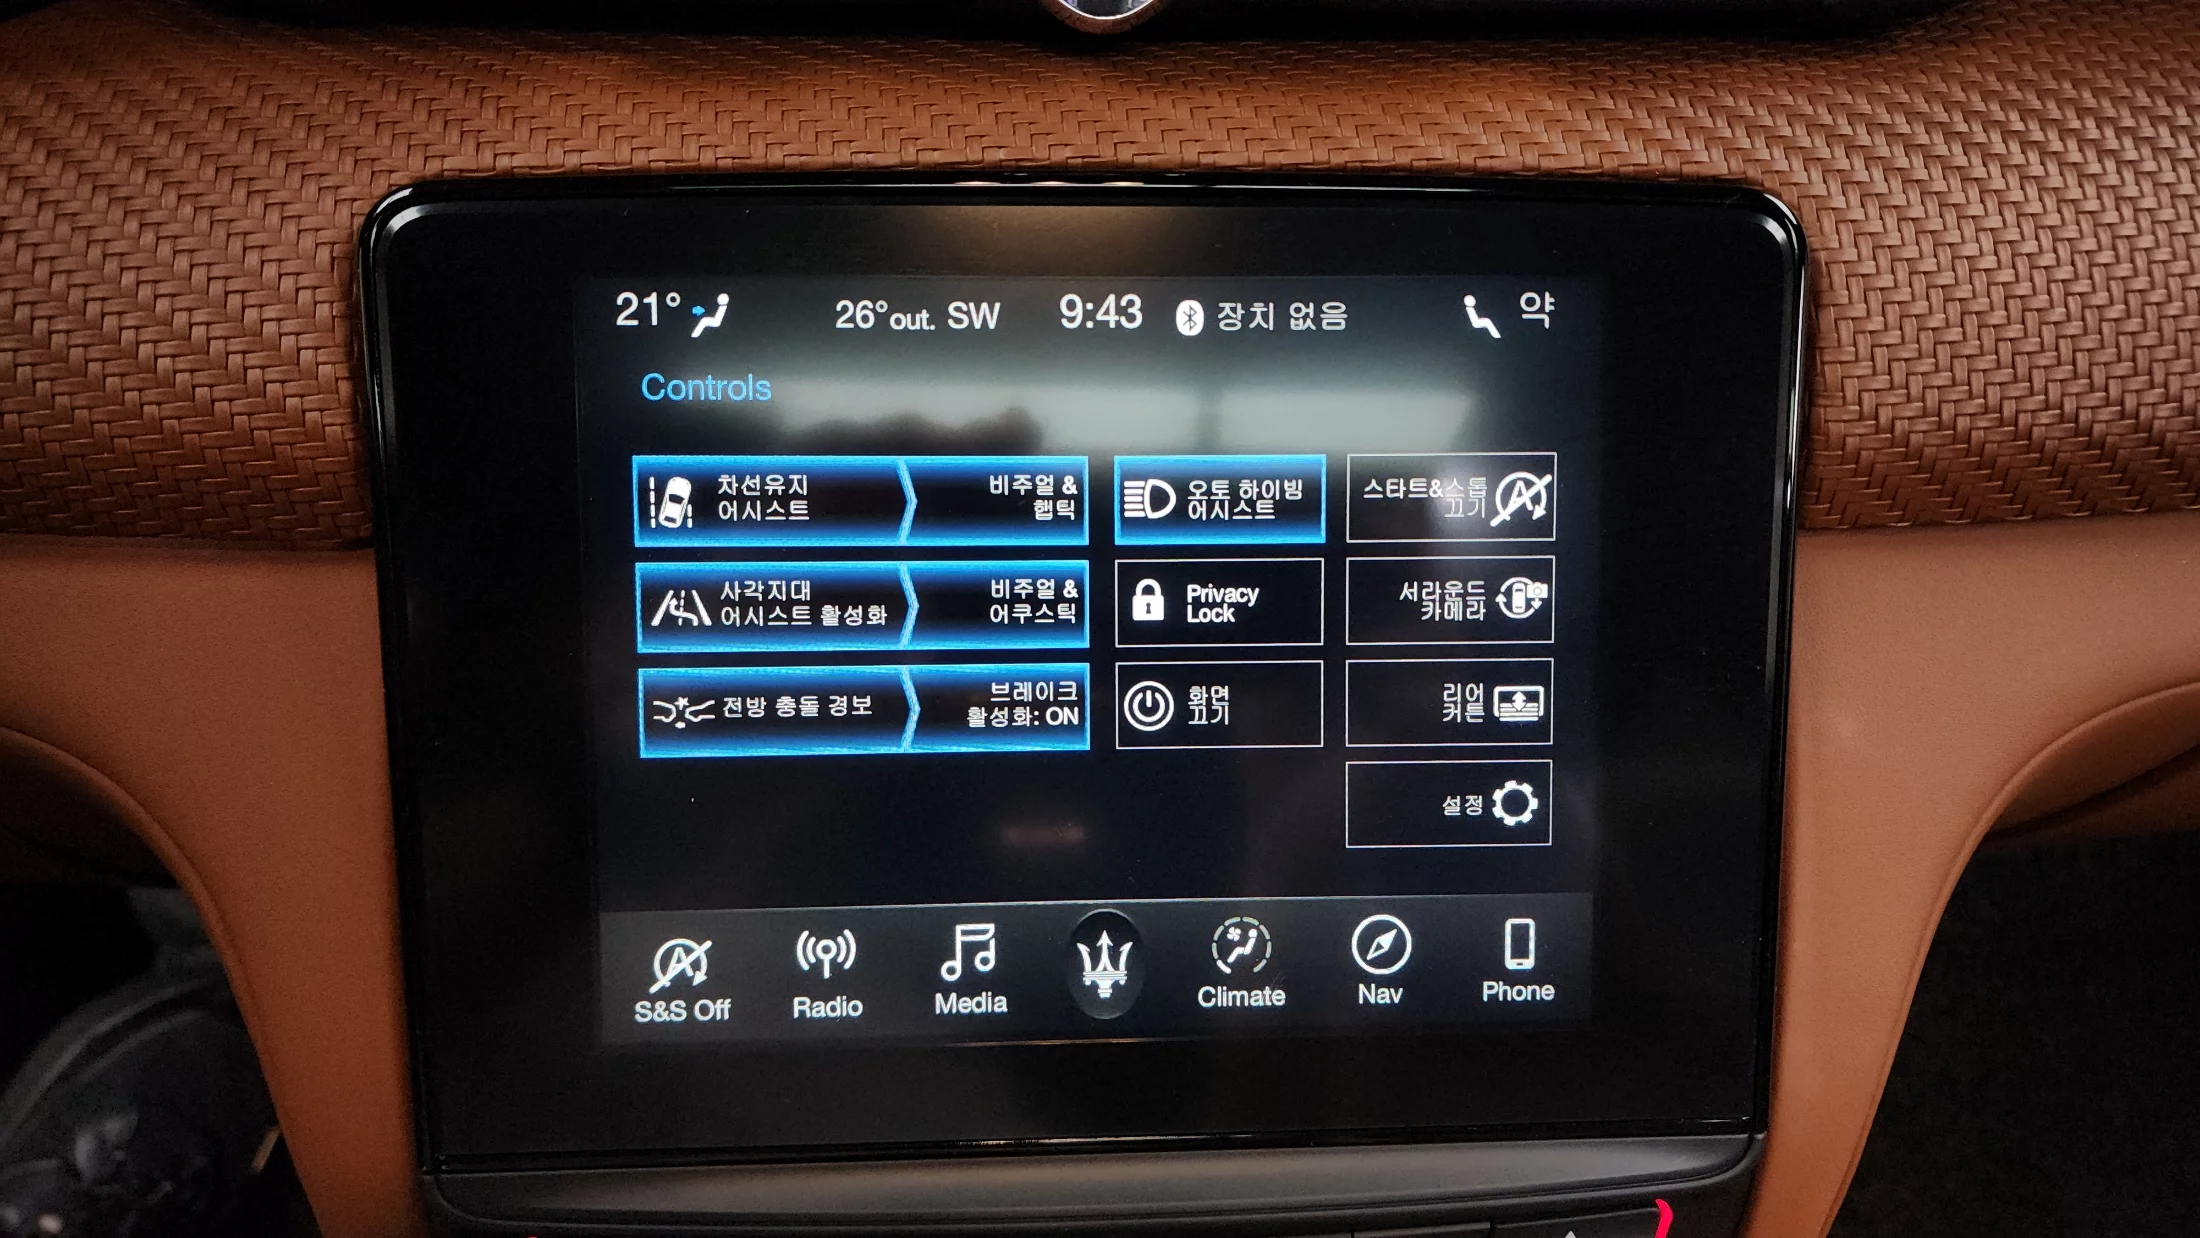 21°
26°out. SW
9:43
장치 없음
약
Controls
차선유지
어시스트
비주얼 &
햅틱
오토 하이빔
어시스트
스타트&스톱
끄기
사각지대
어시스트 활성화
비주얼 &
어쿠스틱
Privacy
Lock
서라운드
카메라
전방 충돌 경보
브레이크
활성화: ON
화면
끄기
리어
커튼
설정
S&S Off
Radio
Media
Climate
Nav
Phone